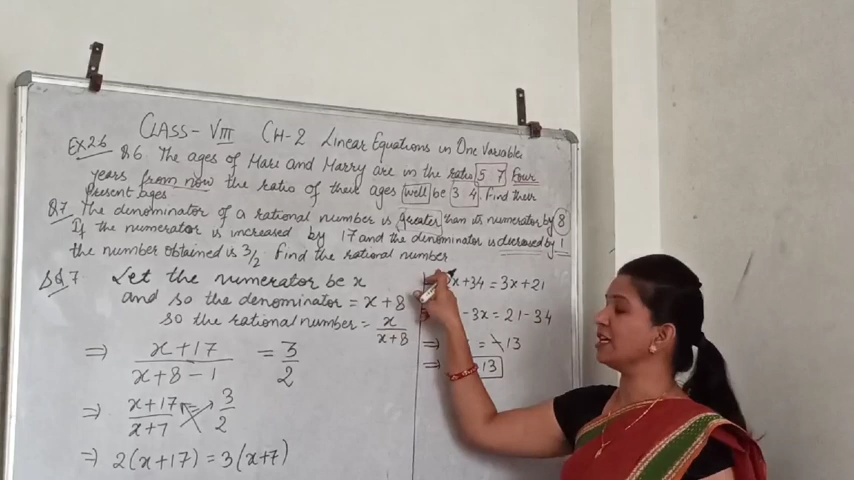 CLASS-VIII CH-2 Linear Equations in One Variable
Ex 2.6 Q6 The ages of Hari and Harry are in the ratio 5 7 Four
years from now the ratio of their ages well be 3 4. Find their
Present ages
Q7 The denominator of a rational number is greater than its numerator by 8
If the numerator is increased by 17 and the denominator is decreased by 1
the number obtained is 3/2 Find the rational number
Let the numerator be x
and so the denominator = x+8
so the rational number = x/(x+8)
⇒ (x+17)/(x+8-1) = 3/2
⇒ (x+17)/(x+7) 3/2
⇒ 2(x+17) = 3(x+7)
x+34 = 3x+21
-3x = 21-34
⇒ = -13
⇒ 13